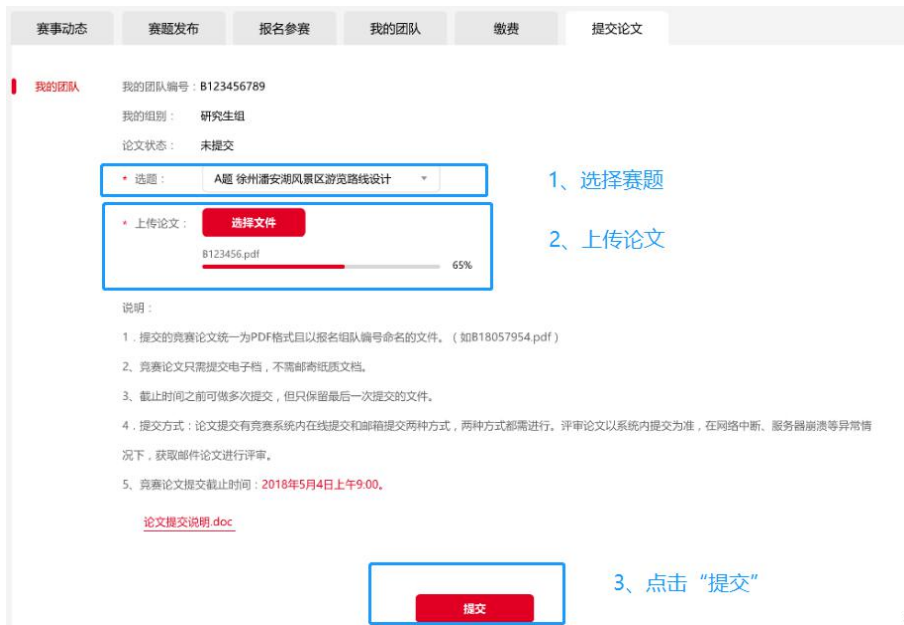 赛事动态 赛题发布 报名参赛 我的团队 缴费 提交论文
我的团队 我的团队编号：B123456789
我的组别： 研究生组
论文状态： 未提交
* 选题： A题 徐州潘安湖风景区游览路线设计 1、选择赛题
* 上传论文： 选择文件 2、上传论文
B123456.pdf
65%
说明：
1．提交的竞赛论文统一为PDF格式且以报名组队编号命名的文件。（如B18057954.pdf）
2、竞赛论文只需提交电子档，不需邮寄纸质文档。
3、截止时间之前可做多次提交，但只保留最后一次提交的文件。
4．提交方式：论文提交有竞赛系统内在线提交和邮箱提交两种方式，两种方式都需进行。评审论文以系统内提交为准，在网络中断、服务器崩溃等异常情
况下，获取邮件论文进行评审。
5、竞赛论文提交截止时间：2018年5月4日上午9:00。
论文提交说明.doc
3、点击“提交”
提交